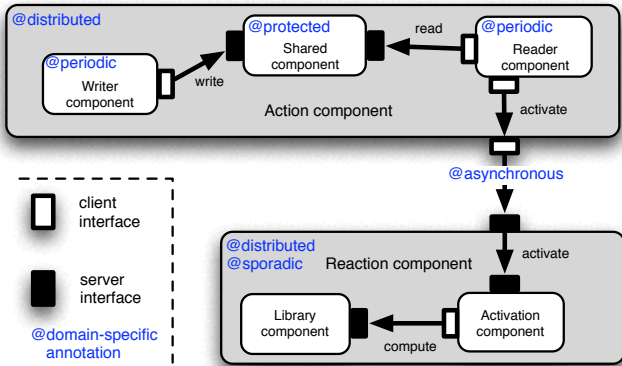 @distributed
@protected
Shared
component
read
@periodic
Reader
component
@periodic
Writer
component
write
Action component
activate
@asynchronous
client
interface
server
interface
@domain-specific
annotation
@distributed
@sporadic
Reaction component
activate
Library
component
compute
Activation
component